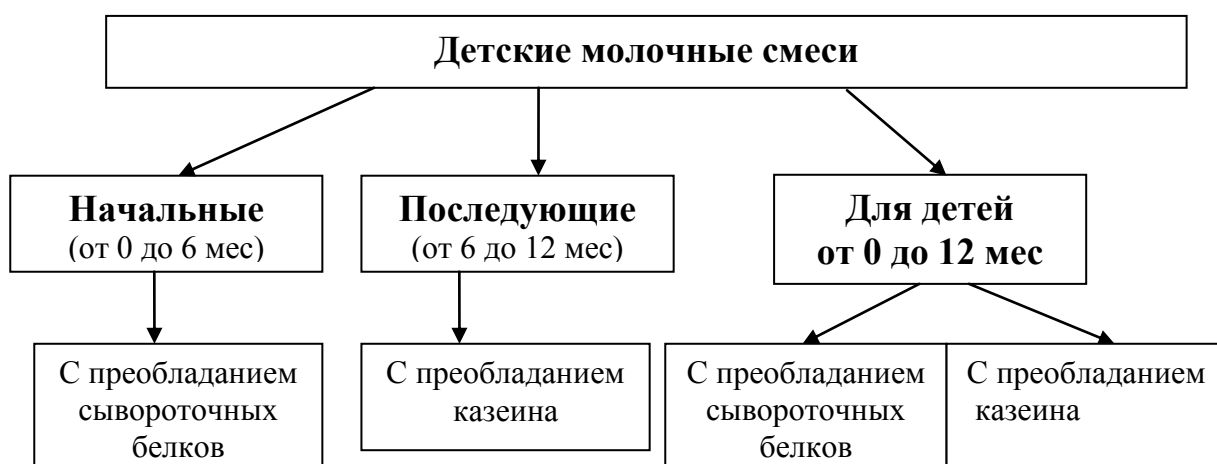 Детские молочные смеси
Начальные
(от 0 до 6 мес)
Последующие
(от 6 до 12 мес)
Для детей
от 0 до 12 мес
С преобладанием
сывороточных
белков
С преобладанием
казеина
С преобладанием
сывороточных
белков
С преобладанием
казеина